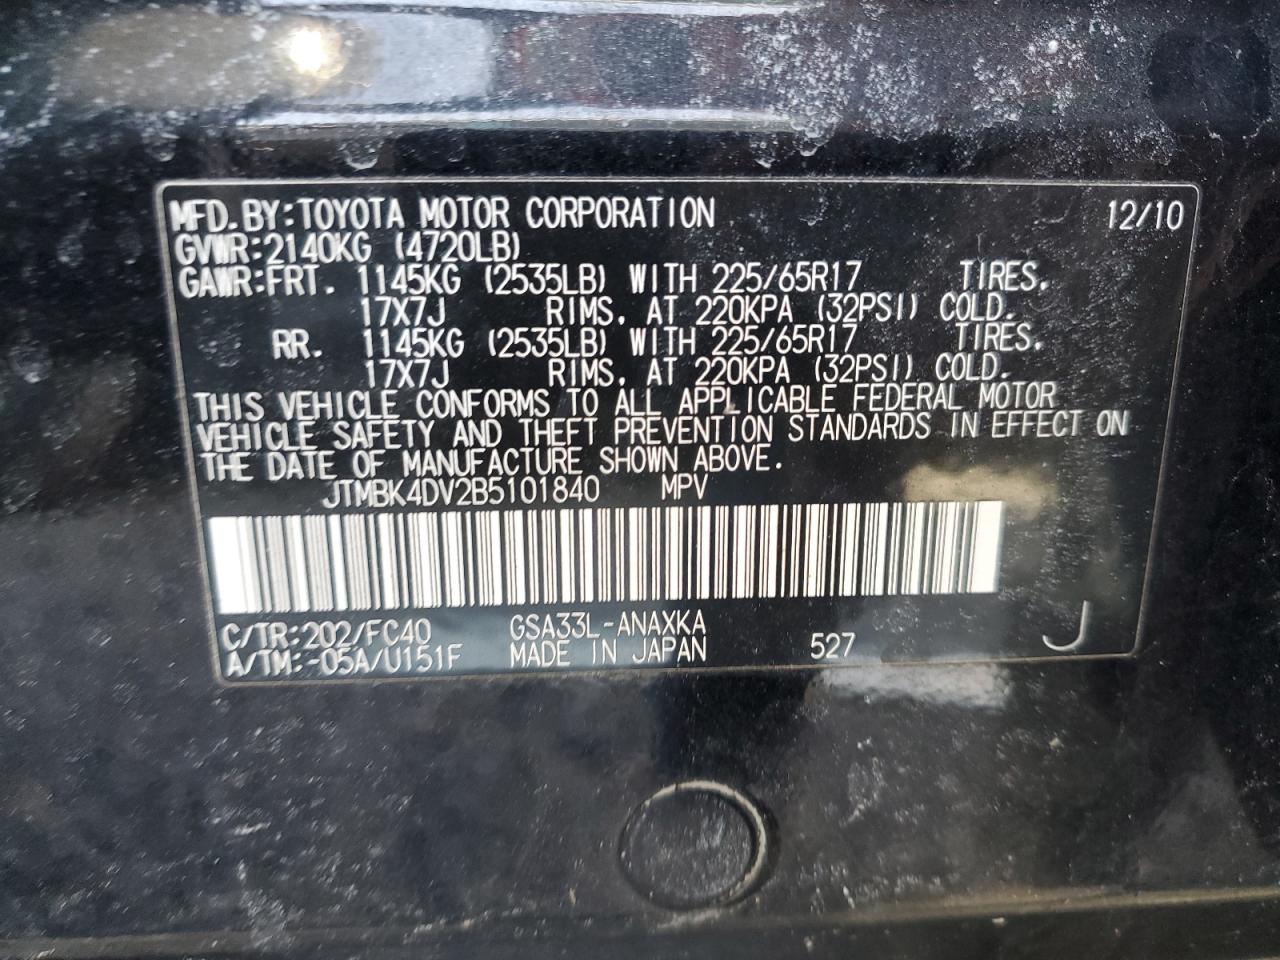 MFD.BY:TOYOTA MOTOR CORPORATION 12/10
GVWR:2140KG (4720LB)
GAWR:FRT. 1145KG (2535LB) WITH 225/65R17 TIRES.
17X7J RIMS, AT 220KPA (32PSI) COLD.
RR. 1145KG (2535LB) WITH 225/65R17 TIRES.
17X7J RIMS, AT 220KPA (32PSI) COLD.
THIS VEHICLE CONFORMS TO ALL APPLICABLE FEDERAL MOTOR
VEHICLE SAFETY AND THEFT PREVENTION STANDARDS IN EFFECT ON
THE DATE OF MANUFACTURE SHOWN ABOVE.
JTMBK4DV2B5101840 MPV
C/TR:202/FC40 GSA33L-ANAXKA
A/TM:-05A/U151F MADE IN JAPAN 527 J